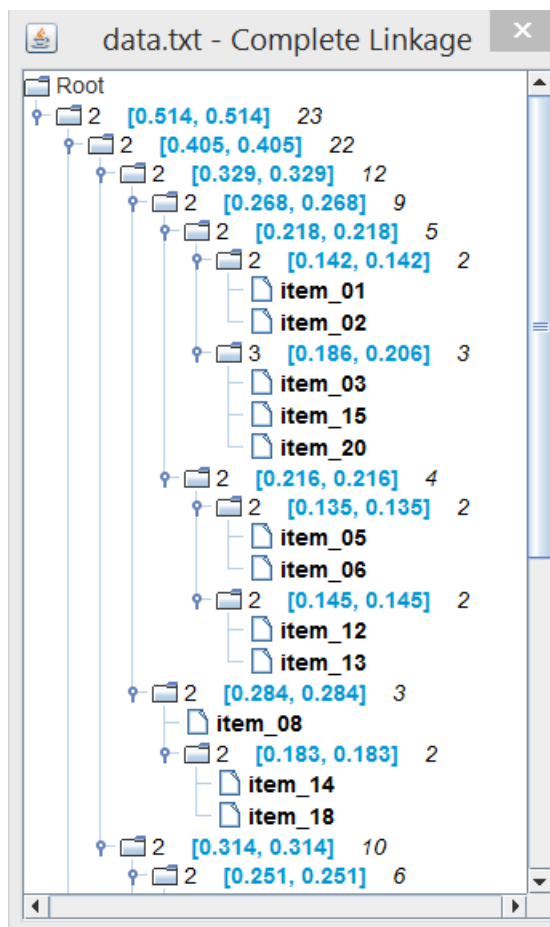 data.txt - Complete Linkage
Root
2 [0.514, 0.514] 23
2 [0.405, 0.405] 22
2 [0.329, 0.329] 12
2 [0.268, 0.268] 9
2 [0.218, 0.218] 5
2 [0.142, 0.142] 2
item_01
item_02
3 [0.186, 0.206] 3
item_03
item_15
item_20
2 [0.216, 0.216] 4
2 [0.135, 0.135] 2
item_05
item_06
2 [0.145, 0.145] 2
item_12
item_13
2 [0.284, 0.284] 3
item_08
2 [0.183, 0.183] 2
item_14
item_18
2 [0.314, 0.314] 10
2 [0.251, 0.251] 6